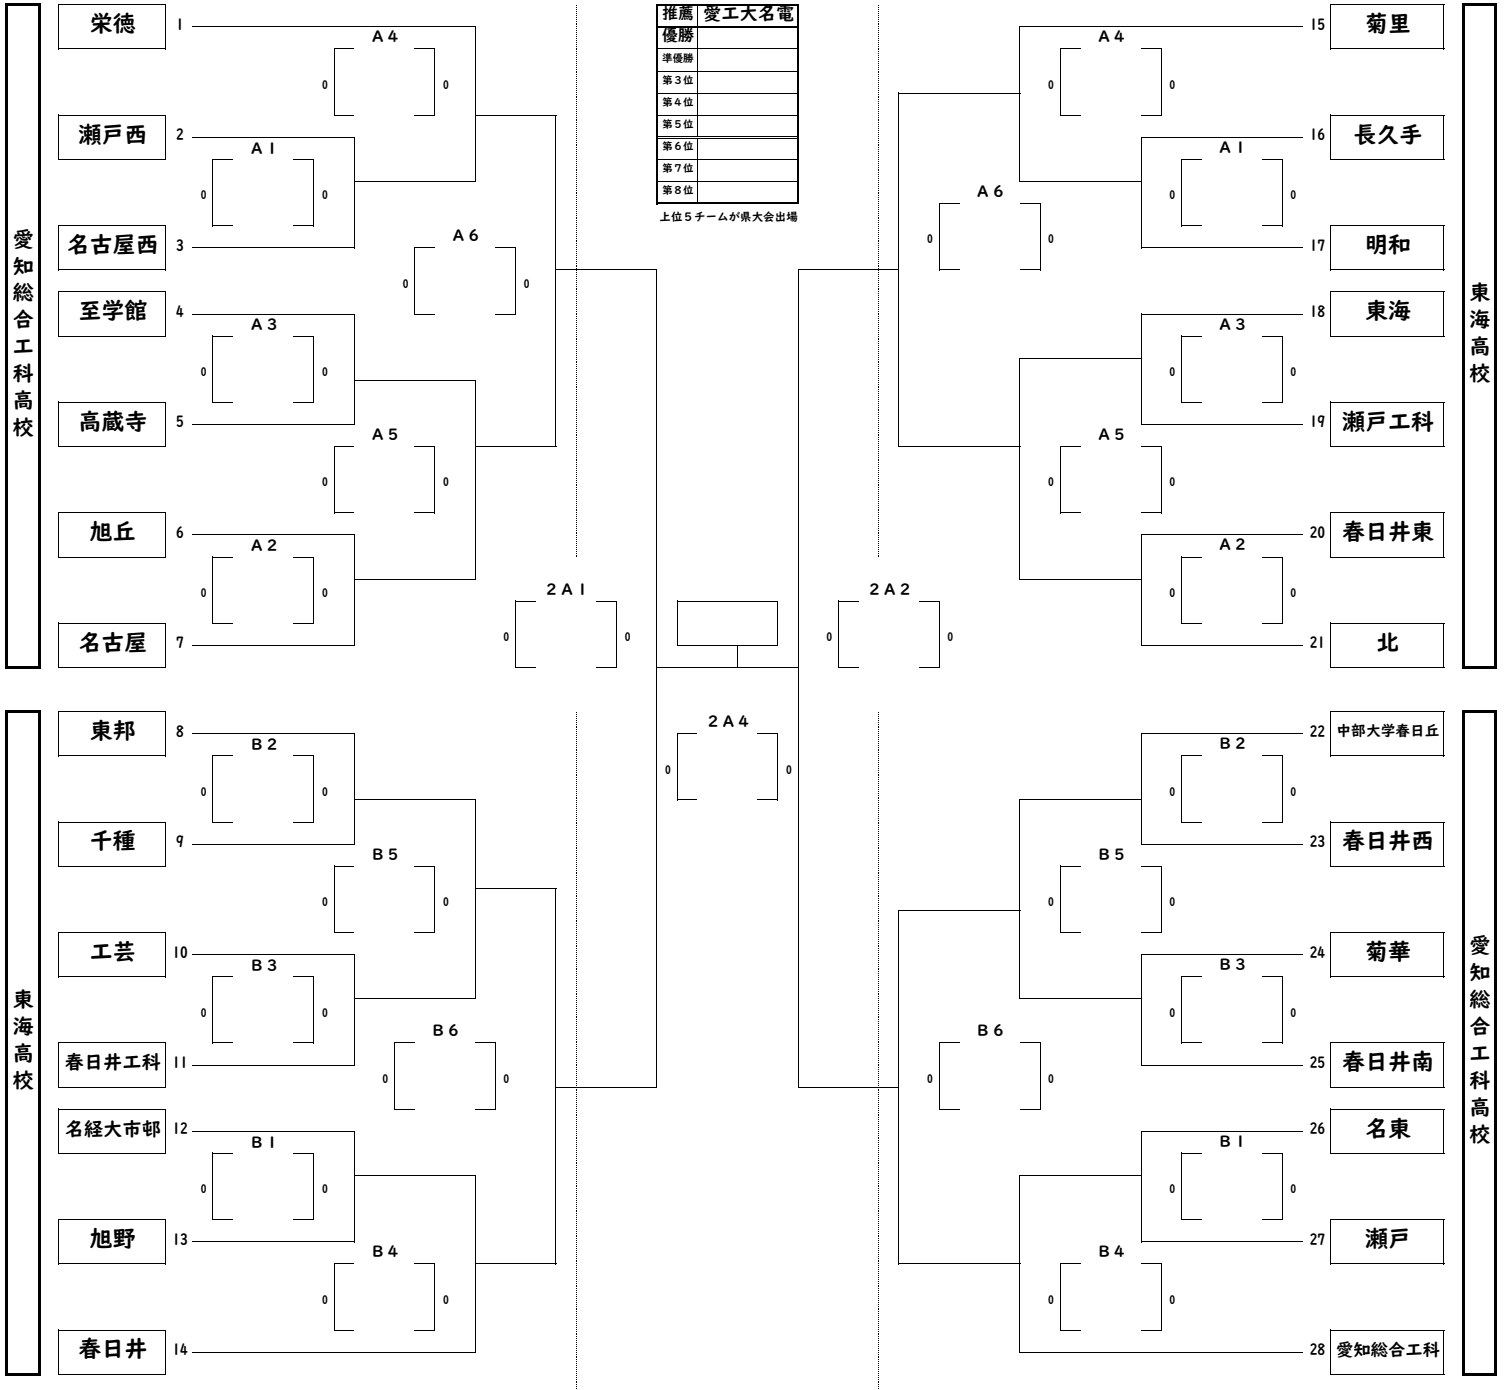 推薦 愛工大名電
優勝
準優勝
第3位
第4位
第5位
第6位
第7位
第8位
上位5チームが県大会出場
愛知総合工科高校
栄徳 1
A4
0 0
瀬戸西 2
A1
0 0
名古屋西 3
A6
0 0
至学館 4
A3
0 0
高蔵寺 5
A5
0 0
旭丘 6
A2
0 0
名古屋 7
2A1
0 0
東海高校
東邦 8
B2
0 0
千種 9
B5
0 0
工芸 10
B3
0 0
春日井工科 11
B6
0 0
名経大市邨 12
B1
0 0
旭野 13
B4
0 0
春日井 14
2A4
0 0
東海高校
15 菊里
A4
0 0
16 長久手
A1
0 0
17 明和
A6
0 0
18 東海
A3
0 0
19 瀬戸工科
A5
0 0
20 春日井東
A2
0 0
21 北
2A2
0 0
愛知総合工科高校
22 中部大学春日丘
B2
0 0
23 春日井西
B5
0 0
24 菊華
B3
0 0
25 春日井南
B6
0 0
26 名東
B1
0 0
27 瀬戸
B4
0 0
28 愛知総合工科